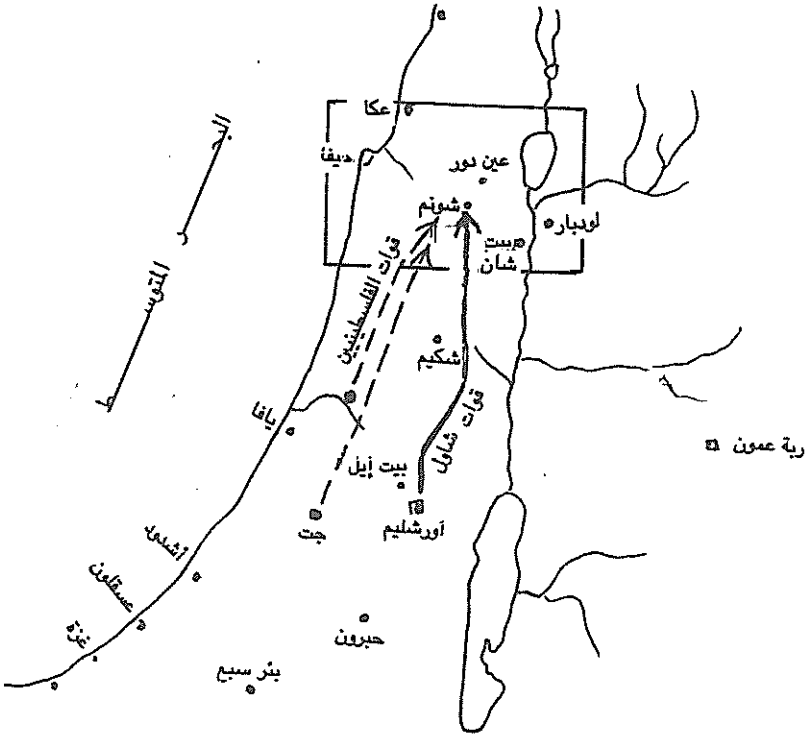 عكا
حيفا
عين دور
شونم
لودبار
بيت
شان
البحر
المتوسط
قوات الفلسطينيين
شكيم
قوات شاول
يافا
ربة عمون
بيت إيل
أورشليم
جت
أشدود
عسقلون
غزة
حبرون
بئر سبع